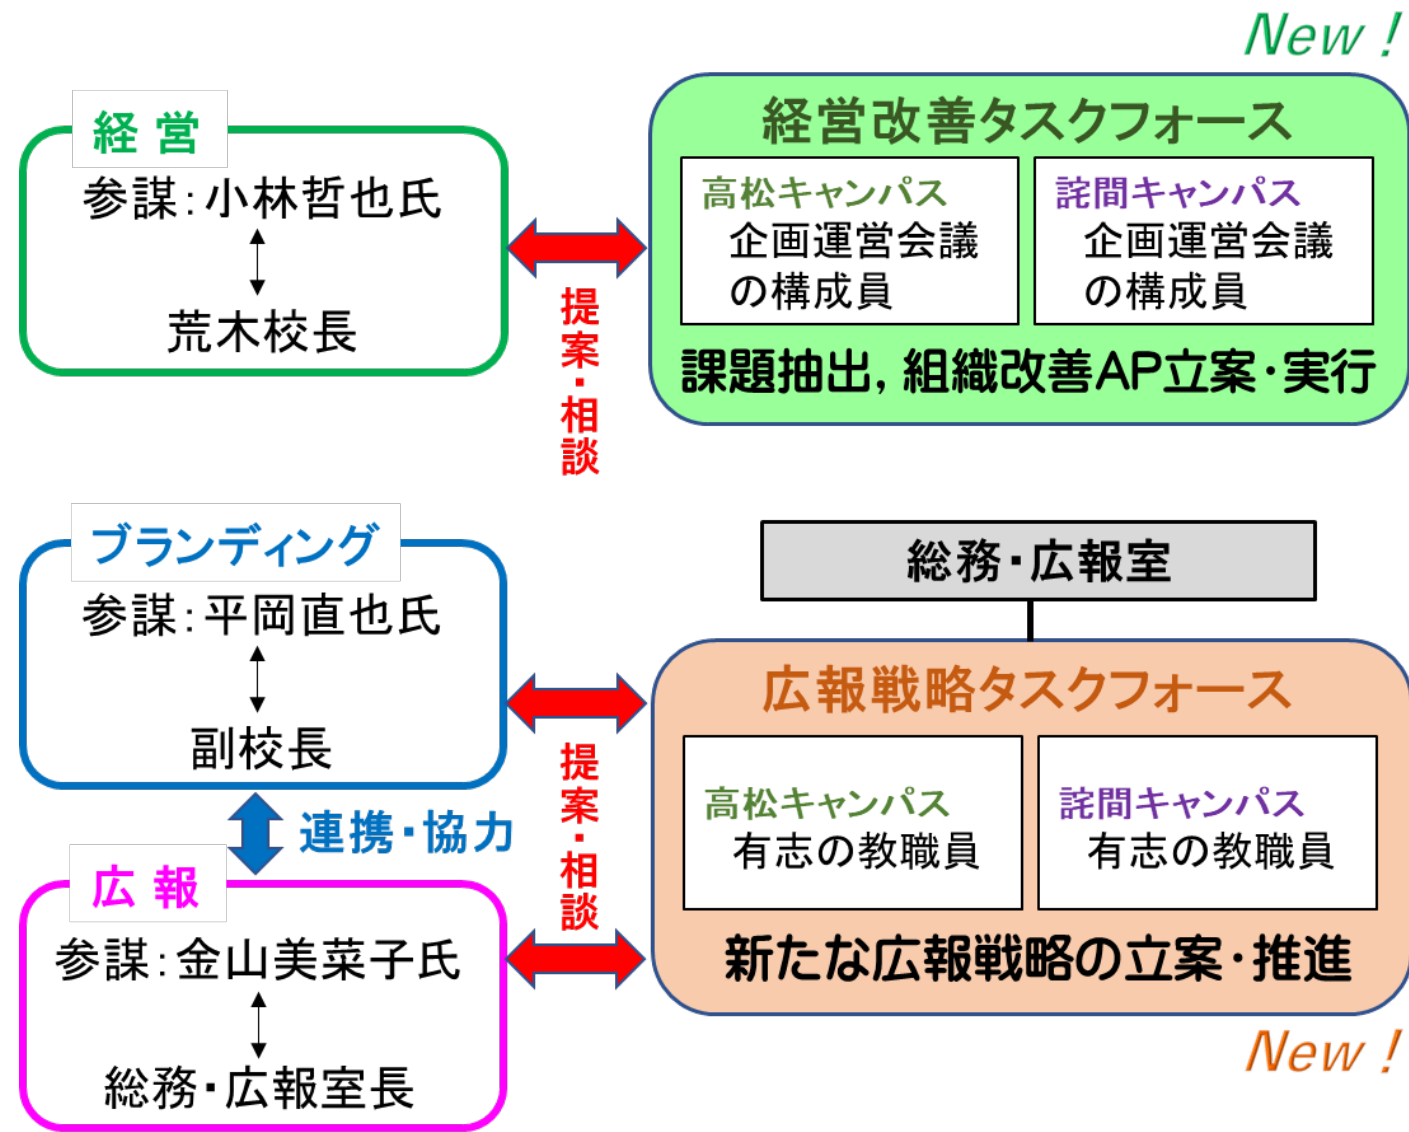 New！
経営
参謀：小林哲也氏
荒木校長
提案・相談
経営改善タスクフォース
高松キャンパス
企画運営会議
の構成員
詫間キャンパス
企画運営会議
の構成員
課題抽出，組織改善AP立案・実行
ブランディング
参謀：平岡直也氏
副校長
連携・協力
広報
参謀：金山美菜子氏
総務・広報室長
提案・相談
総務・広報室
広報戦略タスクフォース
高松キャンパス
有志の教職員
詫間キャンパス
有志の教職員
新たな広報戦略の立案・推進
New！